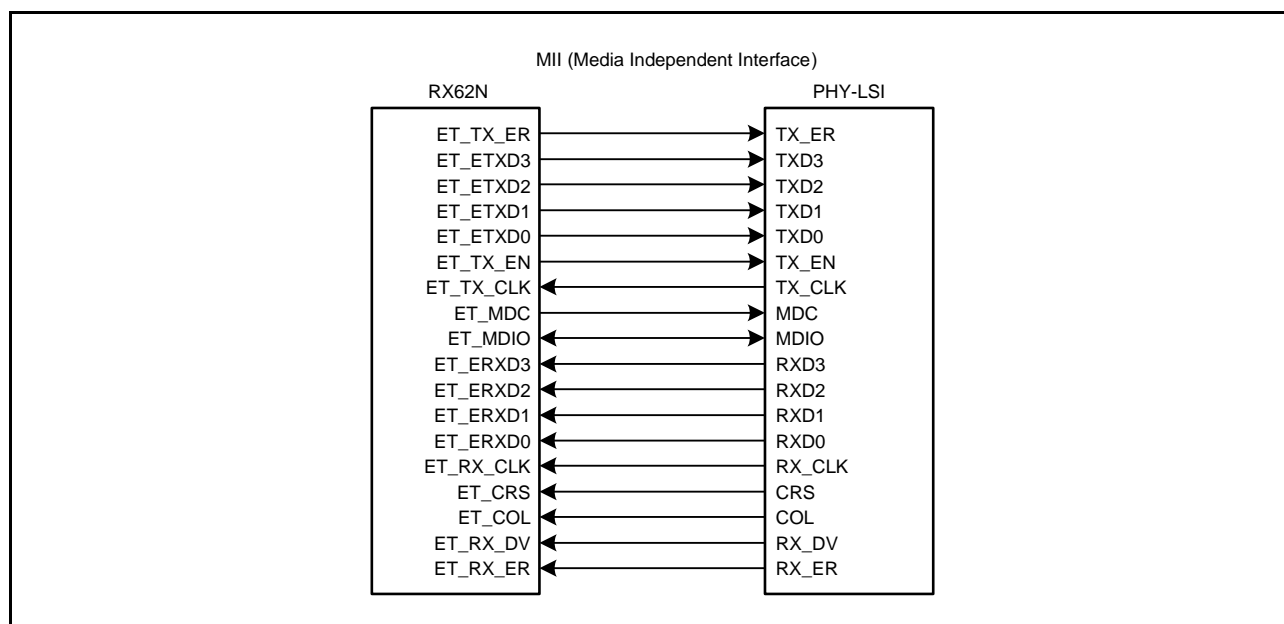 MII (Media Independent Interface)
RX62N PHY-LSI
ET_TX_ER TX_ER
ET_ETXD3 TXD3
ET_ETXD2 TXD2
ET_ETXD1 TXD1
ET_ETXD0 TXD0
ET_TX_EN TX_EN
ET_TX_CLK TX_CLK
ET_MDC MDC
ET_MDIO MDIO
ET_ERXD3 RXD3
ET_ERXD2 RXD2
ET_ERXD1 RXD1
ET_ERXD0 RXD0
ET_RX_CLK RX_CLK
ET_CRS CRS
ET_COL COL
ET_RX_DV RX_DV
ET_RX_ER RX_ER